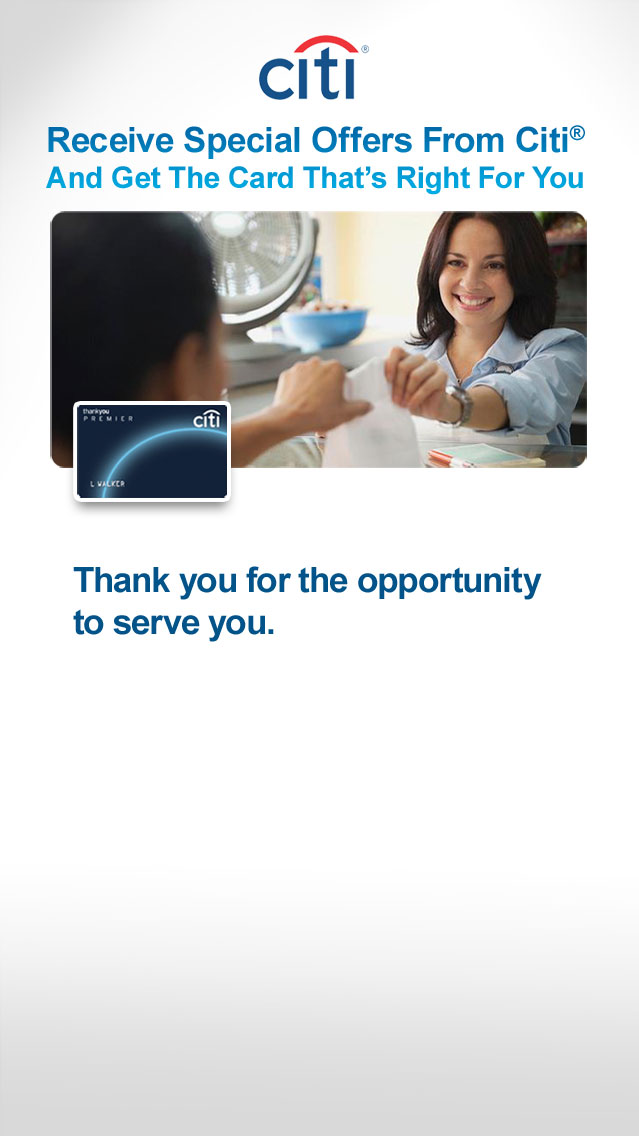 citi®
Receive Special Offers From Citi®
And Get The Card That's Right For You
thankyou
PREMIER
citi
L WALKER
Thank you for the opportunity
to serve you.